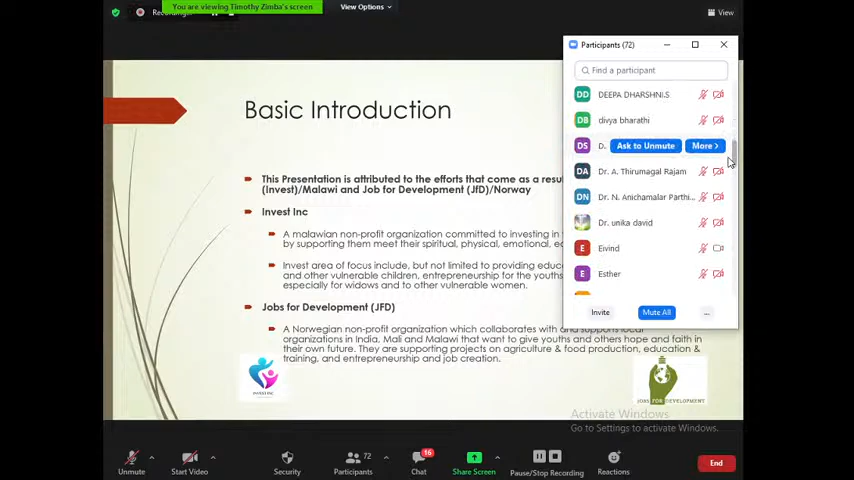 You are viewing Timothy Zimba's screen
View Options
Recording...
View
Participants (72)
Find a participant
DD DEEPA DHARSHNI.S
DB divya bharathi
DS D. Ask to Unmute More
DA Dr. A. Thirumagal Rajam
DN Dr. N. Anichamalar Parthi...
Dr. unika david
E Eivind
E Esther
Invite
Mute All
...
Basic Introduction
This Presentation is attributed to the efforts that come as a resu
(Invest)/Malawi and Job for Development (JFD)/Norway
Invest Inc
A malawian non-profit organization committed to investing in
by supporting them meet their spiritual, physical, emotional,
Invest area of focus include, but not limited to providing educ
and other vulnerable children, entrepreneurship for the youths
especially for widows and to other vulnerable women.
Jobs for Development (JFD)
A Norwegian non-profit organization which collaborates with and supports local
organizations in India, Mali and Malawi that want to give youths and others hope and faith in
their own future. They are supporting projects on agriculture & food production, education &
training, and entrepreneurship and job creation.
INVEST INC
JOBS FOR DEVELOPMENT
Activate Windows
Go to Settings to activate Windows.
Unmute
Start Video
Security
Participants
72
Chat
16
Share Screen
Pause/Stop Recording
Reactions
End